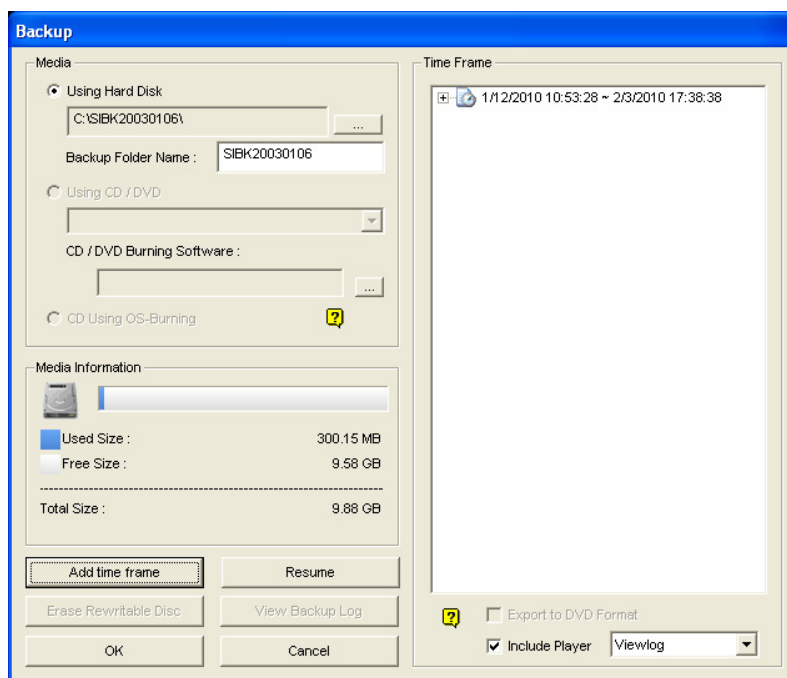 Backup
Media
Using Hard Disk
C:\SIBK20030106\
...
Backup Folder Name :
SIBK20030106
Using CD / DVD
CD / DVD Burning Software :
...
CD Using OS-Burning
?
Media Information
Used Size : 300.15 MB
Free Size : 9.58 GB
Total Size : 9.88 GB
Add time frame
Resume
Erase Rewritable Disc
View Backup Log
OK
Cancel
Time Frame
1/12/2010 10:53:28 ~ 2/3/2010 17:38:38
?
Export to DVD Format
Include Player
Viewlog